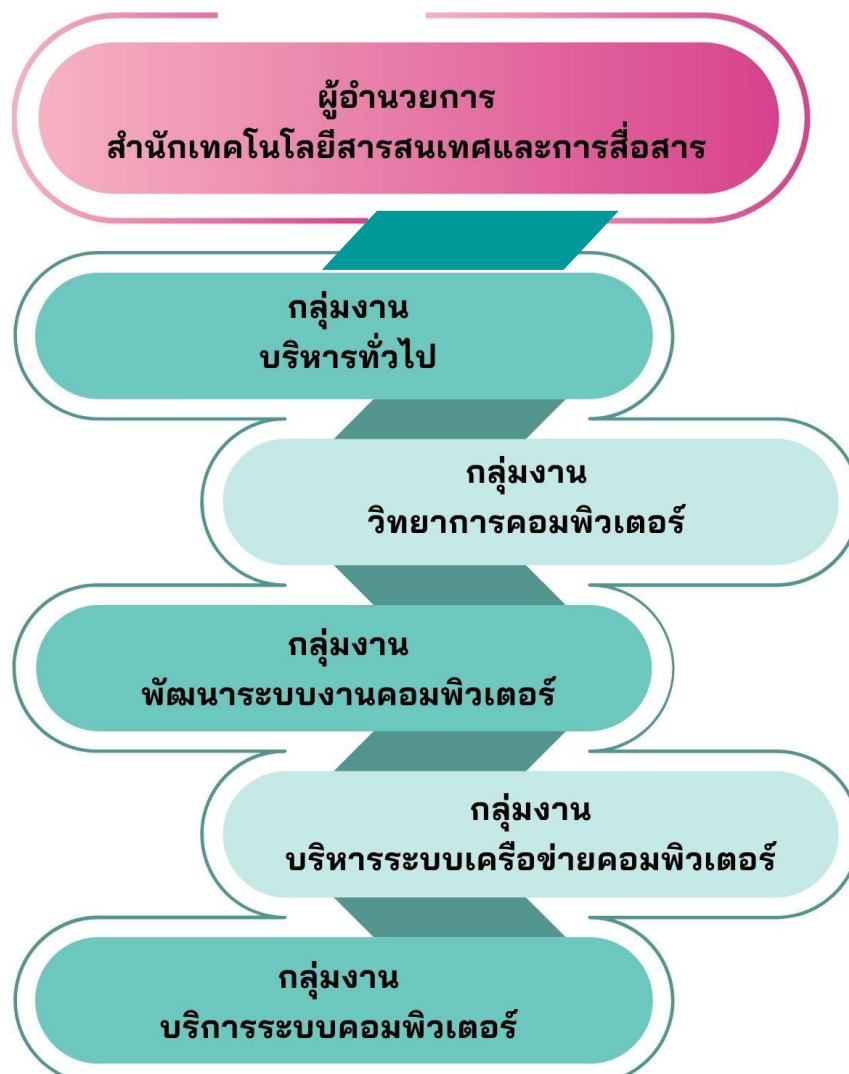 ผู้อำนวยการ
สำนักเทคโนโลยีสารสนเทศและการสื่อสาร
กลุ่มงาน
บริหารทั่วไป
กลุ่มงาน
วิทยาการคอมพิวเตอร์
กลุ่มงาน
พัฒนาระบบงานคอมพิวเตอร์
กลุ่มงาน
บริหารระบบเครือข่ายคอมพิวเตอร์
กลุ่มงาน
บริการระบบคอมพิวเตอร์